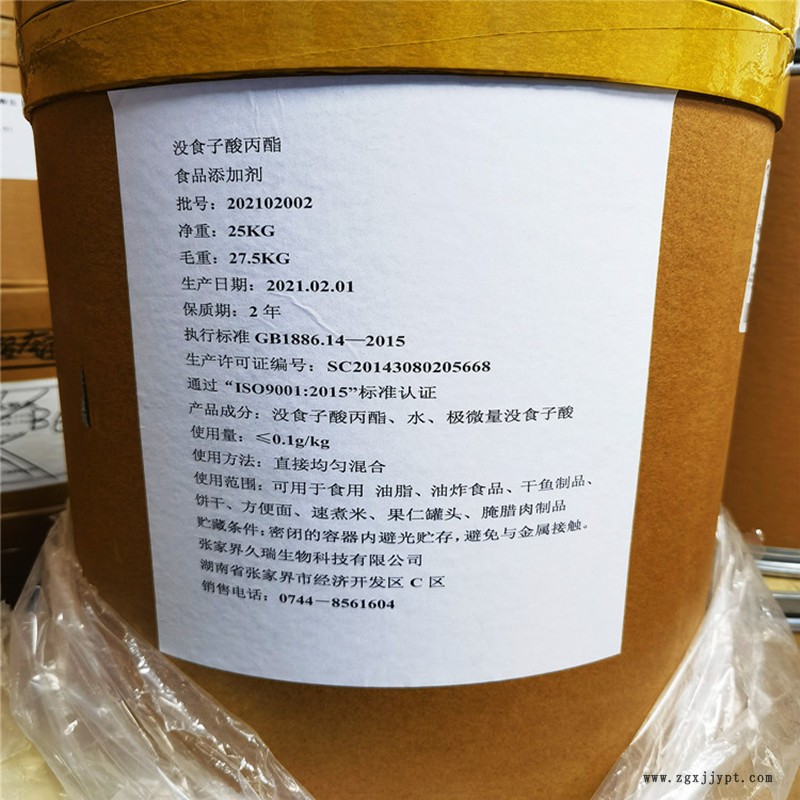 没食子酸丙酯
食品添加剂
批号：202102002
净重：25KG
毛重：27.5KG
生产日期：2021.02.01
保质期：2 年
执行标准 GB1886.14—2015
生产许可证编号：SC20143080205668
通过“ISO9001:2015”标准认证
产品成分：没食子酸丙酯、水、极微量没食子酸
使用量：≤0.1g/kg
使用方法：直接均匀混合
使用范围：可用于食用 油脂、油炸食品、干鱼制品、
饼干、方便面、速煮米、果仁罐头、腌腊肉制品
贮藏条件：密闭的容器内避光贮存，避免与金属接触。
张家界久瑞生物科技有限公司
湖南省张家界市经济开发区 C 区
销售电话：0744－8561604
www.zgxjjypt.com